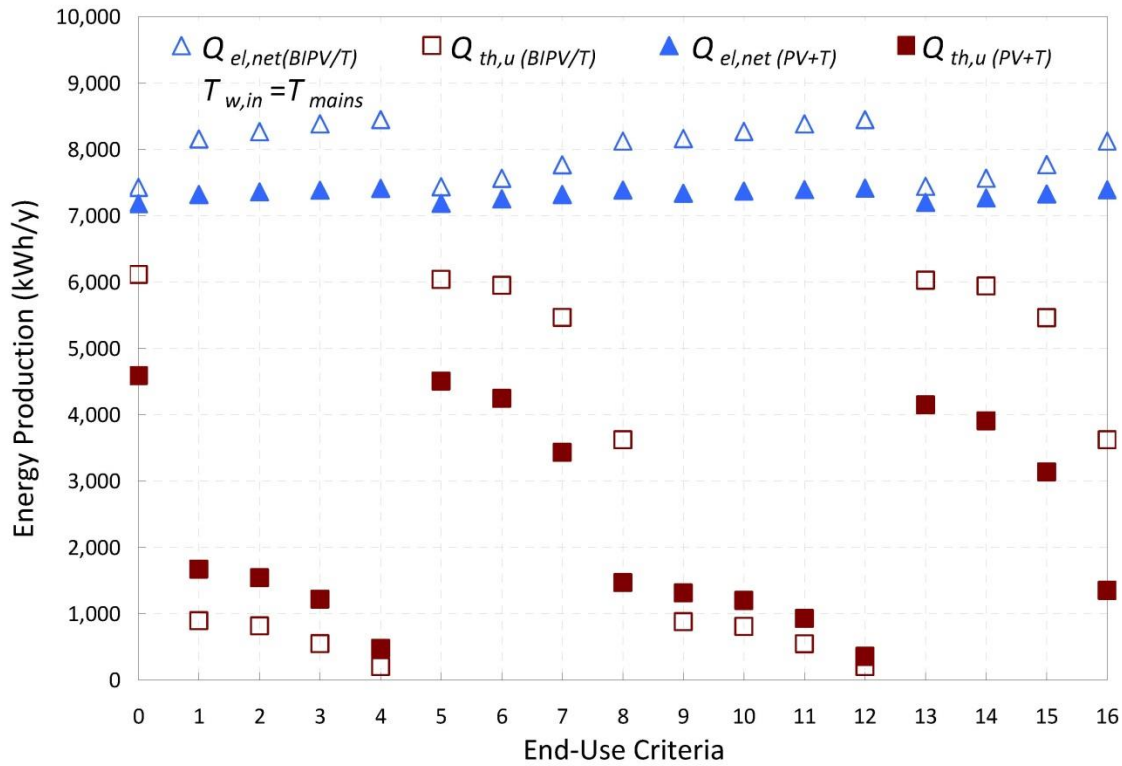 10,000
Q el,net(BIPV/T) Q th,u (BIPV/T) Q el,net (PV+T) Q th,u (PV+T)
T w,in =T mains
9,000
8,000
7,000
6,000
5,000
4,000
3,000
2,000
1,000
0
Energy Production (kWh/y)
0 1 2 3 4 5 6 7 8 9 10 11 12 13 14 15 16
End-Use Criteria